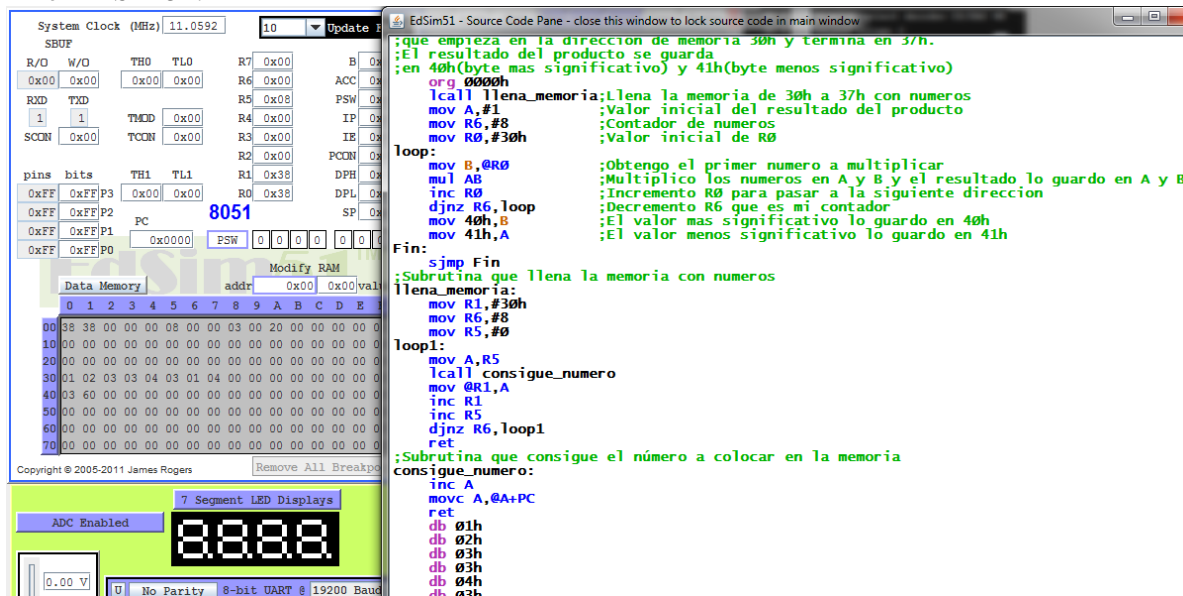 System Clock (MHz) 11.0592 10 Update
SBUF
R/O W/O TH0 TL0 R7 0x00 B
0x00 0x00 0x00 0x00 R6 0x00 ACC
RXD TXD R5 0x08 PSW
1 1 TMOD 0x00 R4 0x00 IP
SCON 0x00 TCON 0x00 R3 0x00 IE
R2 0x00 PCON
pins bits TH1 TL1 R1 0x38 DPH
0xFF 0xFF P3 0x00 0x00 R0 0x38 DPL
0xFF 0xFF P2 PC 8051 SP
0xFF 0xFF P1 0x0000 PSW 0 0 0 0 0 0
0xFF 0xFF P0
EdSim51 TM
Modify RAM
Data Memory addr 0x00 0x00 value
0 1 2 3 4 5 6 7 8 9 A B C D E
00 38 38 00 00 00 08 00 00 03 00 20 00 00 00 00
10 00 00 00 00 00 00 00 00 00 00 00 00 00 00 00
20 00 00 00 00 00 00 00 00 00 00 00 00 00 00 00
30 01 02 03 03 04 03 01 04 00 00 00 00 00 00 00
40 03 60 00 00 00 00 00 00 00 00 00 00 00 00 00
50 00 00 00 00 00 00 00 00 00 00 00 00 00 00 00
60 00 00 00 00 00 00 00 00 00 00 00 00 00 00 00
70 00 00 00 00 00 00 00 00 00 00 00 00 00 00 00
Copyright © 2005-2011 James Rogers Remove All Breakpo
7 Segment LED Displays
ADC Enabled
8.8.8.8.
0.00 V
U No Parity 8-bit UART @ 19200 Baud
EdSim51 - Source Code Pane - close this window to lock source code in main window
;que empieza en la direccion de memoria 30h y termina en 37h.
;El resultado del producto se guarda
;en 40h(byte mas significativo) y 41h(byte menos significativo)
org 0000h
lcall llena_memoria;Llena la memoria de 30h a 37h con numeros
mov A,#1 ;Valor inicial del resultado del producto
mov R6,#8 ;Contador de numeros
mov R0,#30h ;Valor inicial de R0
loop:
mov B,@R0 ;Obtengo el primer numero a multiplicar
mul AB ;Multiplico los numeros en A y B y el resultado lo guardo en A y B
inc R0 ;Incremento R0 para pasar a la siguiente direccion
djnz R6,loop ;Decremento R6 que es mi contador
mov 40h,B ;El valor mas significativo lo guardo en 40h
mov 41h,A ;El valor menos significativo lo guardo en 41h
Fin:
sjmp Fin
;Subrutina que llena la memoria con numeros
llena_memoria:
mov R1,#30h
mov R6,#8
mov R5,#0
loop1:
mov A,R5
lcall consigue_numero
mov @R1,A
inc R1
inc R5
djnz R6,loop1
ret
;Subrutina que consigue el número a colocar en la memoria
consigue_numero:
inc A
movc A,@A+PC
ret
db 01h
db 02h
db 03h
db 03h
db 04h
db 03h